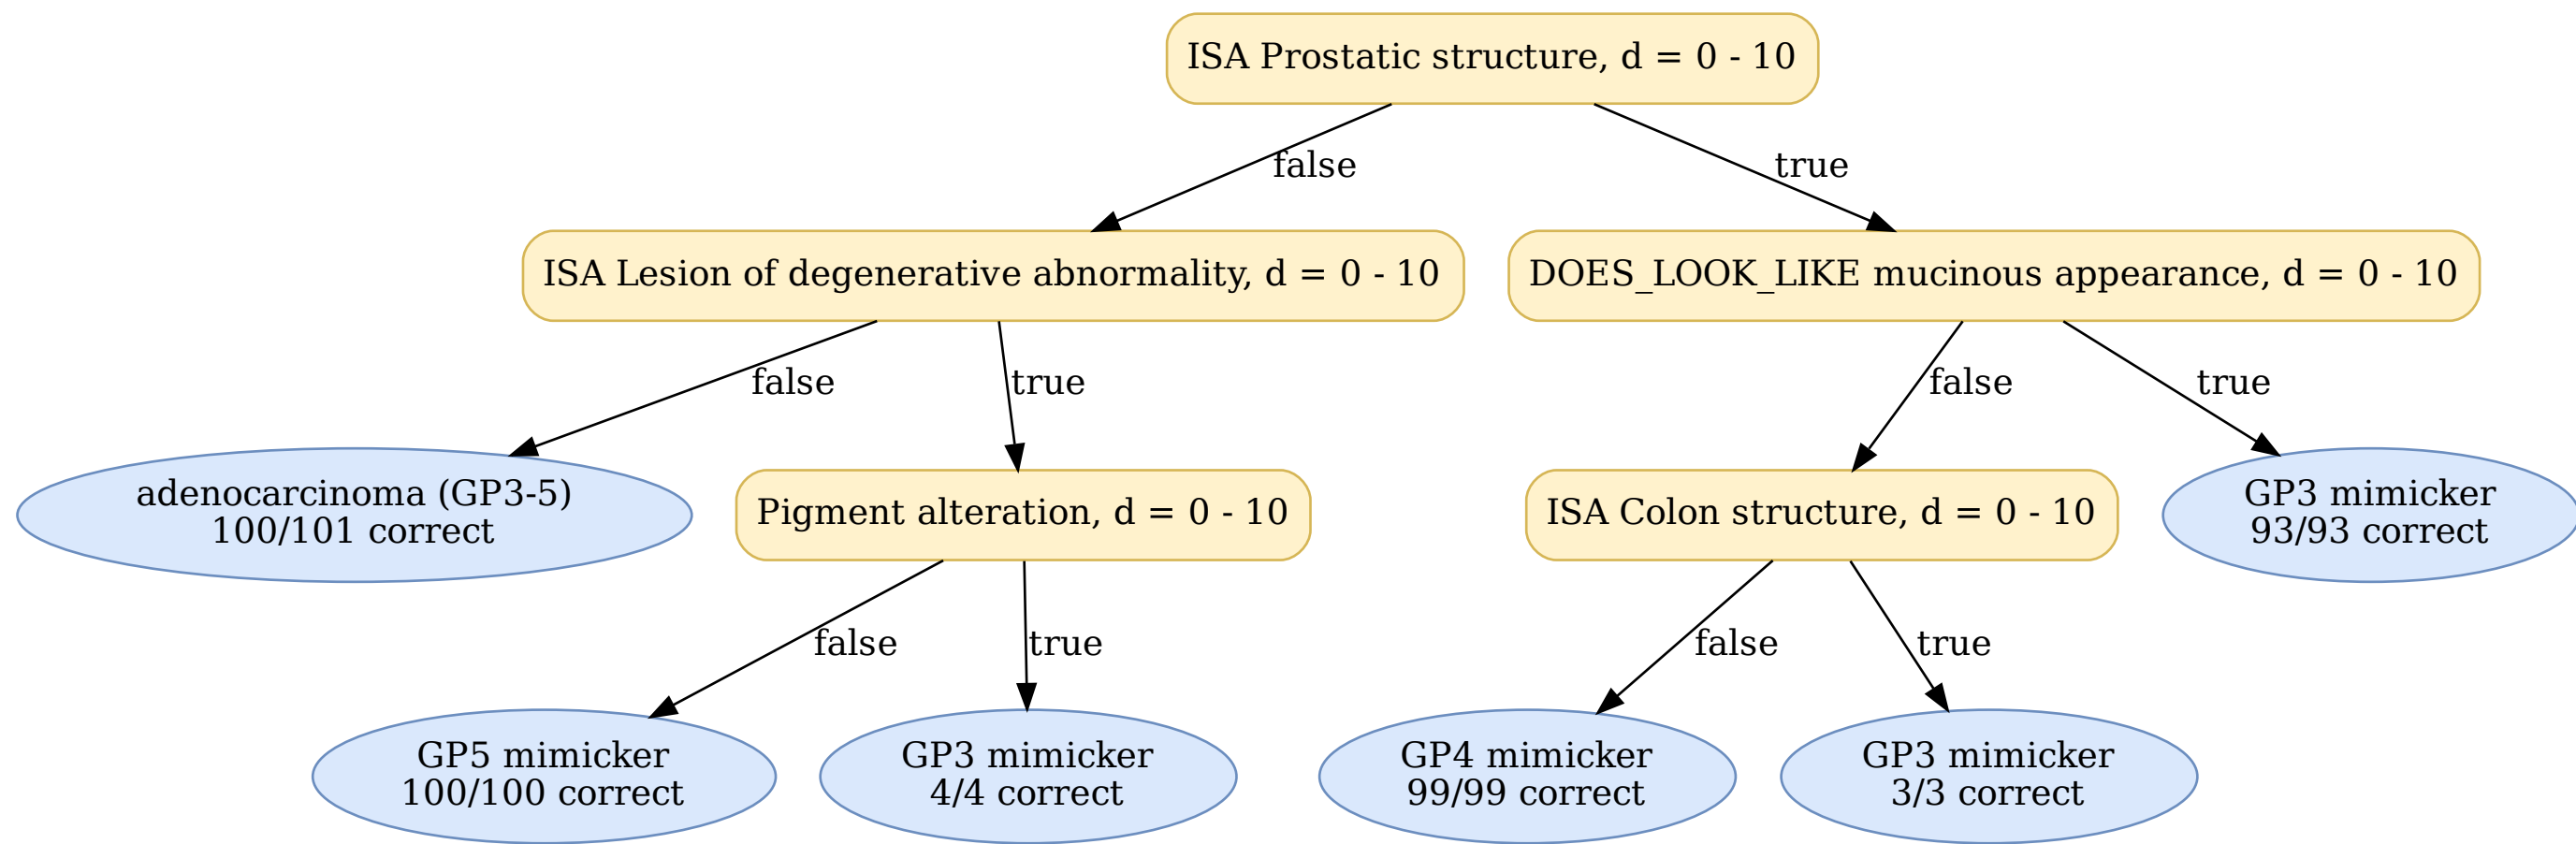 ISA Prostatic structure, d = 0 - 10
false
true
ISA Lesion of degenerative abnormality, d = 0 - 10
DOES_LOOK_LIKE mucinous appearance, d = 0 - 10
false
true
false
true
adenocarcinoma (GP3-5)
100/101 correct
Pigment alteration, d = 0 - 10
ISA Colon structure, d = 0 - 10
GP3 mimicker
93/93 correct
false
true
false
true
GP5 mimicker
100/100 correct
GP3 mimicker
4/4 correct
GP4 mimicker
99/99 correct
GP3 mimicker
3/3 correct